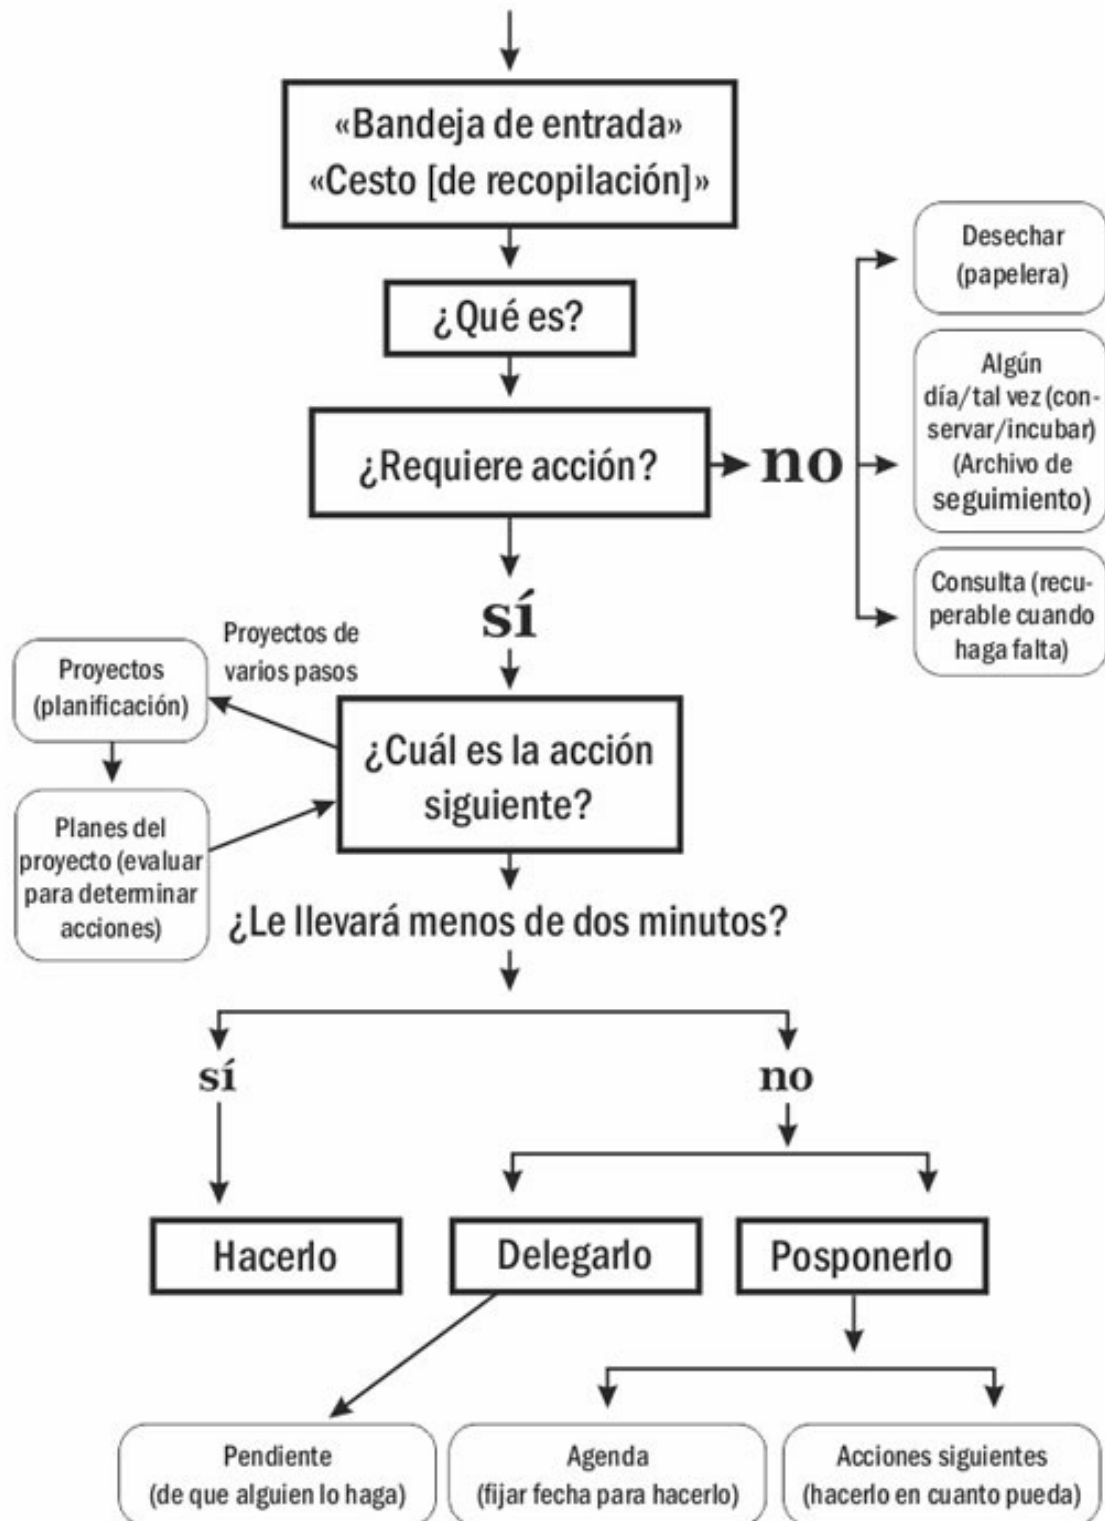 «Bandeja de entrada»
«Cesto [de recopilación]»
¿Qué es?
¿Requiere acción?
no
Desechar
(papelera)
Algún
día/tal vez (con-
servar/incubar)
(Archivo de
seguimiento)
Consulta (recu-
perable cuando
haga falta)
sí
Proyectos de
varios pasos
Proyectos
(planificación)
¿Cuál es la acción
siguiente?
Planes del
proyecto (evaluar
para determinar
acciones)
¿Le llevará menos de dos minutos?
sí
no
Hacerlo
Delegarlo
Posponerlo
Pendiente
(de que alguien lo haga)
Agenda
(fijar fecha para hacerlo)
Acciones siguientes
(hacerlo en cuanto pueda)